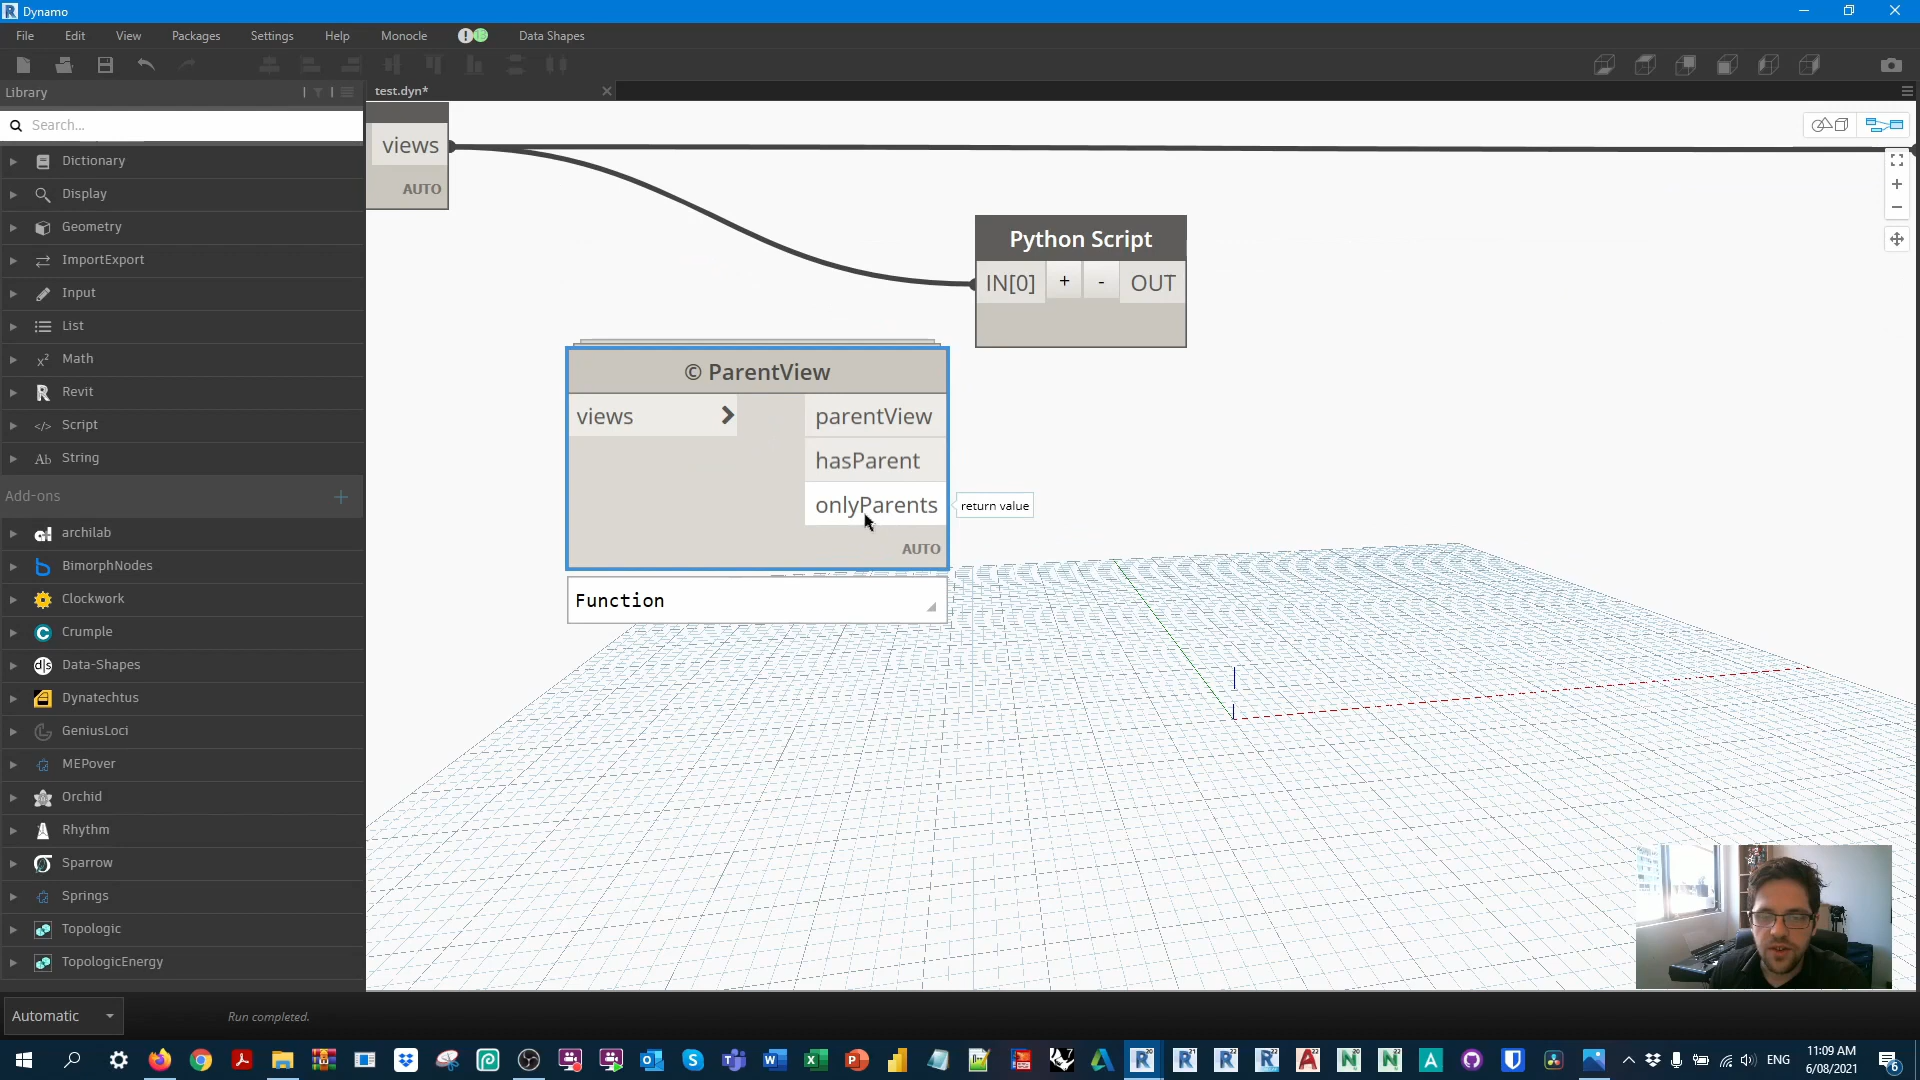 Dynamo
File Edit View Packages Settings Help Monocle Data Shapes
Library
test.dyn*
Search...
Dictionary
Display
Geometry
ImportExport
Input
List
Math
Revit
Script
String
Add-ons
archilab
BimorphNodes
Clockwork
Crumple
Data-Shapes
Dynatechtus
GeniusLoci
MEPover
Orchid
Rhythm
Sparrow
Springs
Topologic
TopologicEnergy
views
AUTO
Python Script
IN[0] + - OUT
© ParentView
views > parentView
hasParent
onlyParents
return value
AUTO
Function
Automatic
Run completed.
ENG
11:09 AM
6/08/2021